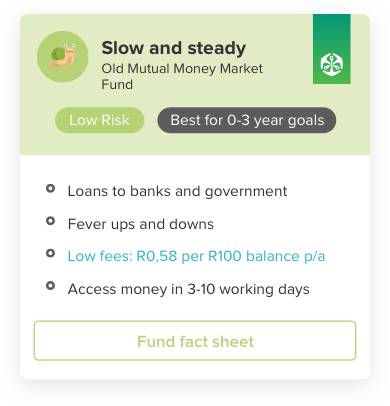 Slow and steady
Old Mutual Money Market
Fund
Low Risk
Best for 0-3 year goals
Loans to banks and government
Fever ups and downs
Low fees: R0,58 per R100 balance p/a
Access money in 3-10 working days
Fund fact sheet